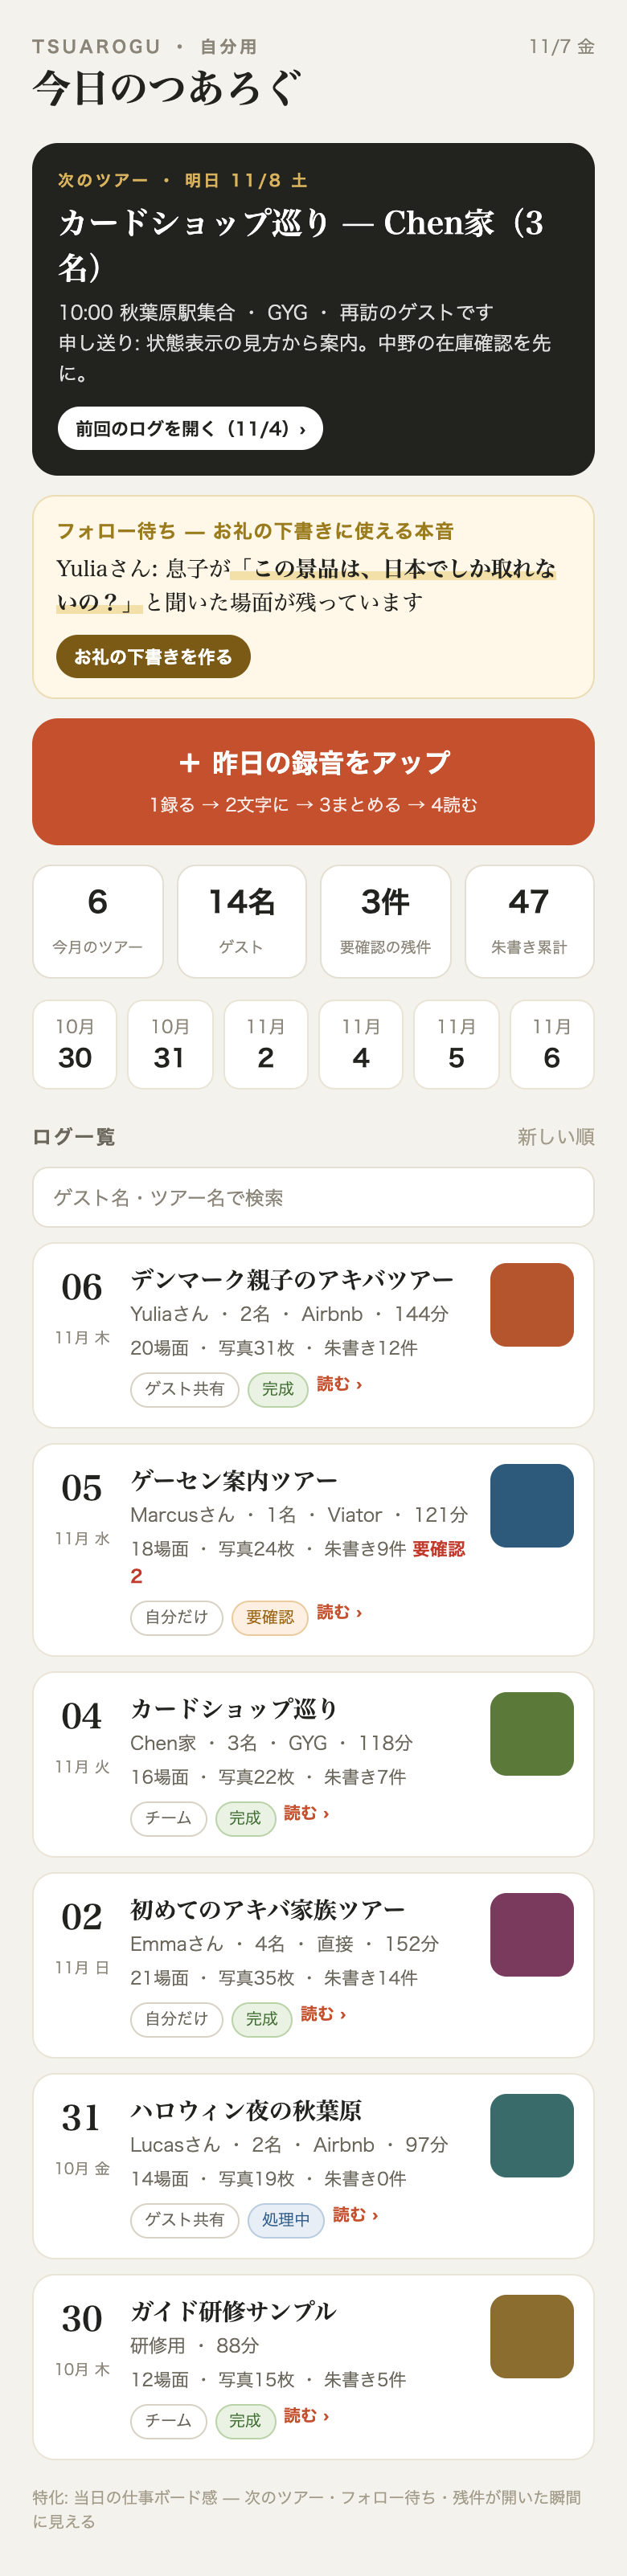 TSUAROGU ・ 自分用
11/7 金
今日のつあろぐ
次のツアー ・ 明日 11/8 土
カードショップ巡り — Chen家（3
名）
10:00 秋葉原駅集合 ・ GYG ・ 再訪のゲストです
申し送り: 状態表示の見方から案内。中野の在庫確認を先
に。
前回のログを開く（11/4）›
フォロー待ち — お礼の下書きに使える本音
Yuliaさん: 息子が「この景品は、日本でしか取れな
いの？」と聞いた場面が残っています
お礼の下書きを作る
＋ 昨日の録音をアップ
1録る → 2文字に → 3まとめる → 4読む
6
今月のツアー
14名
ゲスト
3件
要確認の残件
47
朱書き累計
10月
30
10月
31
11月
2
11月
4
11月
5
11月
6
ログ一覧
新しい順
ゲスト名・ツアー名で検索
06
11月 木
デンマーク親子のアキバツアー
Yuliaさん ・ 2名 ・ Airbnb ・ 144分
20場面 ・ 写真31枚 ・ 朱書き12件
ゲスト共有 完成 読む ›
05
11月 水
ゲーセン案内ツアー
Marcusさん ・ 1名 ・ Viator ・ 121分
18場面 ・ 写真24枚 ・ 朱書き9件 要確認
2
自分だけ 要確認 読む ›
04
11月 火
カードショップ巡り
Chen家 ・ 3名 ・ GYG ・ 118分
16場面 ・ 写真22枚 ・ 朱書き7件
チーム 完成 読む ›
02
11月 日
初めてのアキバ家族ツアー
Emmaさん ・ 4名 ・ 直接 ・ 152分
21場面 ・ 写真35枚 ・ 朱書き14件
自分だけ 完成 読む ›
31
10月 金
ハロウィン夜の秋葉原
Lucasさん ・ 2名 ・ Airbnb ・ 97分
14場面 ・ 写真19枚 ・ 朱書き0件
ゲスト共有 処理中 読む ›
30
10月 木
ガイド研修サンプル
研修用 ・ 88分
12場面 ・ 写真15枚 ・ 朱書き5件
チーム 完成 読む ›
特化: 当日の仕事ボード感 — 次のツアー・フォロー待ち・残件が開いた瞬間
に見える